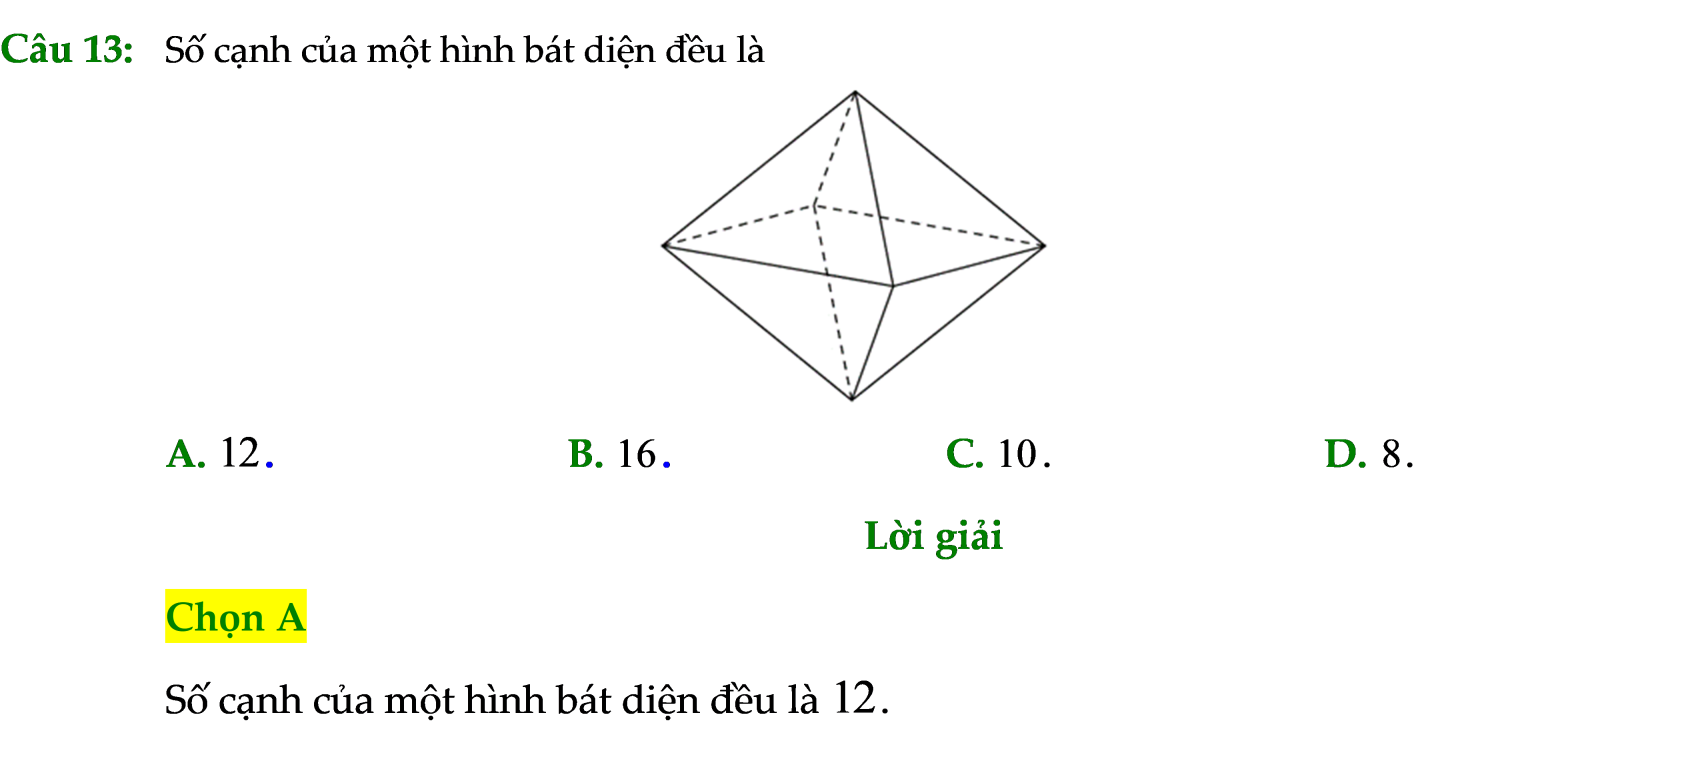 Câu 13: Số cạnh của một hình bát diện đều là
A. 12. B. 16. C. 10. D. 8.
Lời giải
Chọn A
Số cạnh của một hình bát diện đều là 12.